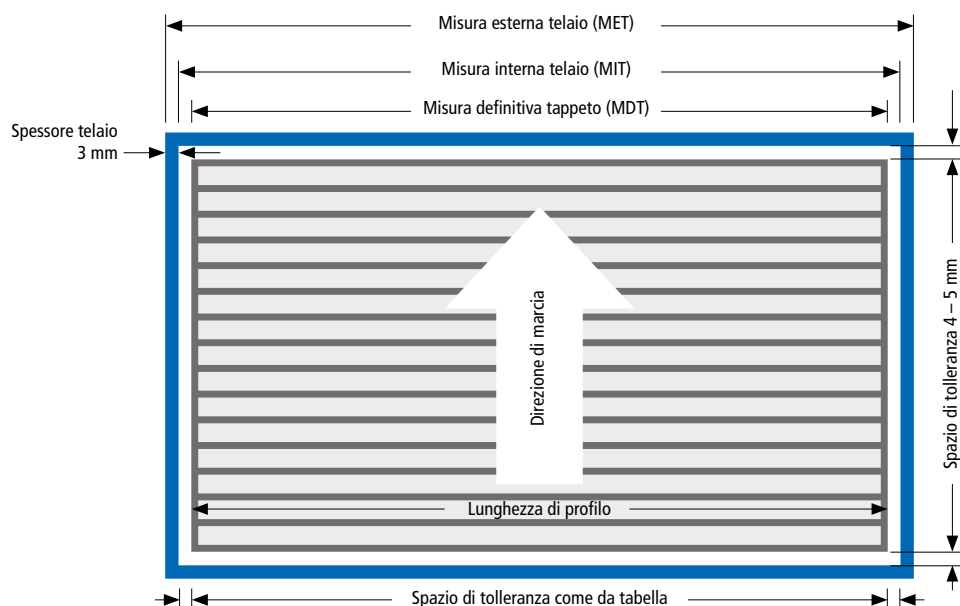 Misura esterna telaio (MET)
Misura interna telaio (MIT)
Misura definitiva tappeto (MDT)
Spessore telaio
3 mm
Direzione di marcia
Spazio di tolleranza 4 – 5 mm
Lunghezza di profilo
Spazio di tolleranza come da tabella